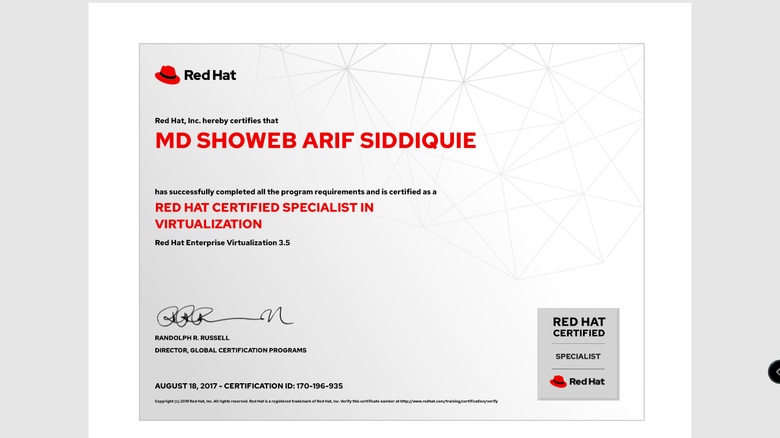 Red Hat
Red Hat, Inc. hereby certifies that
MD SHOWEB ARIF SIDDIQUIE
has successfully completed all the program requirements and is certified as a
RED HAT CERTIFIED SPECIALIST IN
VIRTUALIZATION
Red Hat Enterprise Virtualization 3.5
RANDOLPH R. RUSSELL
DIRECTOR, GLOBAL CERTIFICATION PROGRAMS
RED HAT
CERTIFIED
SPECIALIST
Red Hat
AUGUST 18, 2017 - CERTIFICATION ID: 170-196-935
Copyright (c) 2019 Red Hat, Inc. All rights reserved. Red Hat is a registered trademark of Red Hat, Inc. Verify this certificate number at http://www.redhat.com/training/certification/verify